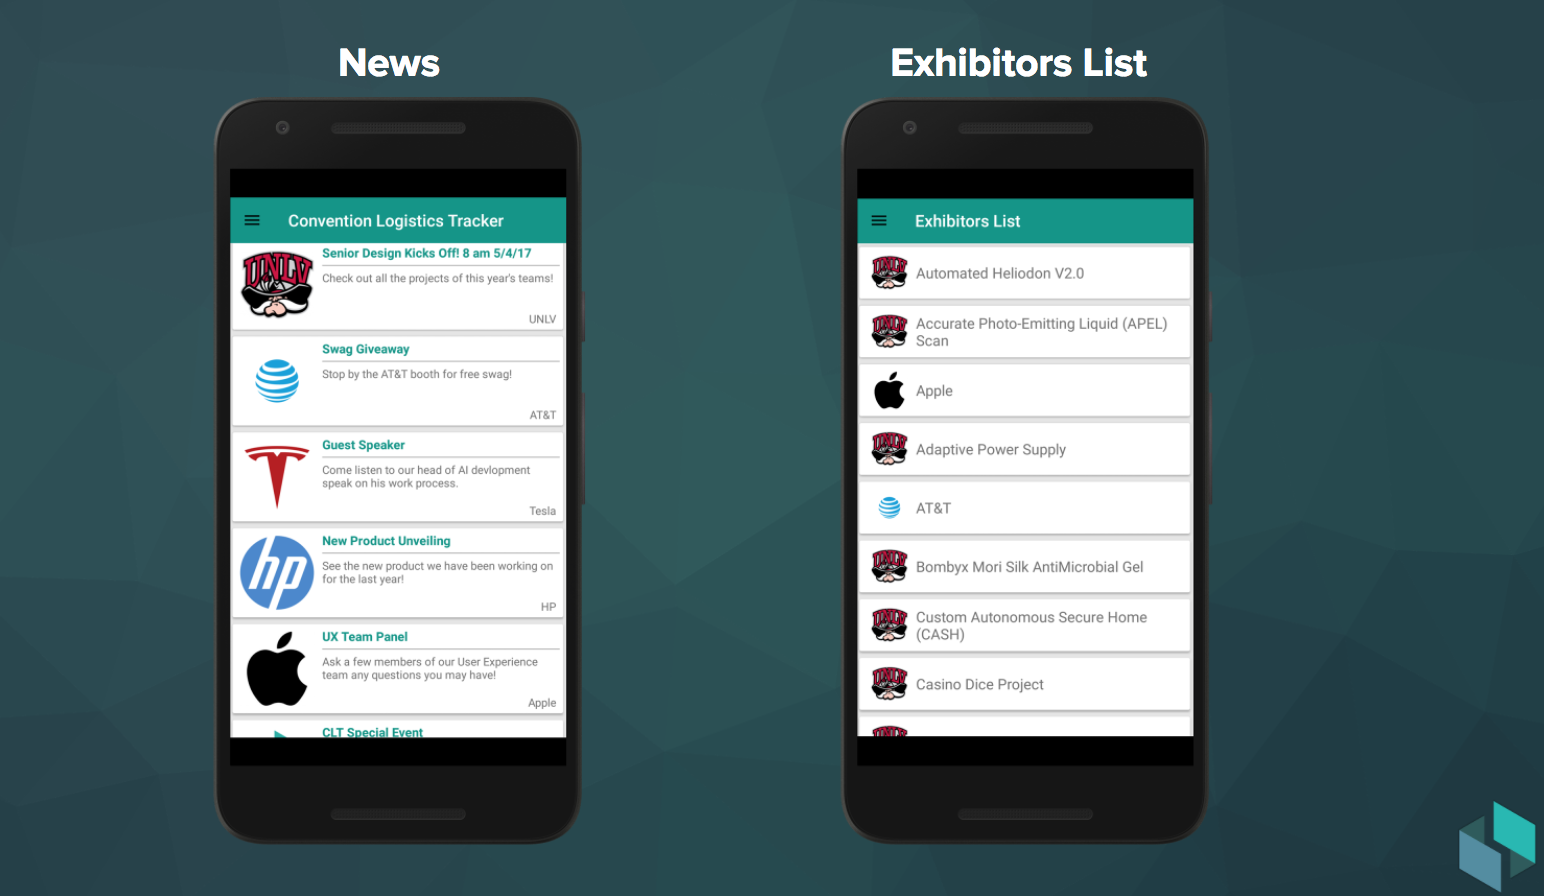 News
Convention Logistics Tracker
UNLV
Senior Design Kicks Off! 8 am 5/4/17
Check out all the projects of this year's teams!
UNLV
Swag Giveaway
Stop by the AT&T booth for free swag!
AT&T
Guest Speaker
Come listen to our head of AI devlopment
speak on his work process.
Tesla
hp
New Product Unveiling
See the new product we have been working on
for the last year!
HP
UX Team Panel
Ask a few members of our User Experience
team any questions you may have!
Apple
CLT Special Event
Exhibitors List
Exhibitors List
UNLV
Automated Heliodon V2.0
UNLV
Accurate Photo-Emitting Liquid (APEL)
Scan
Apple
UNLV
Adaptive Power Supply
AT&T
UNLV
Bombyx Mori Silk AntiMicrobial Gel
UNLV
Custom Autonomous Secure Home
(CASH)
UNLV
Casino Dice Project
UNLV